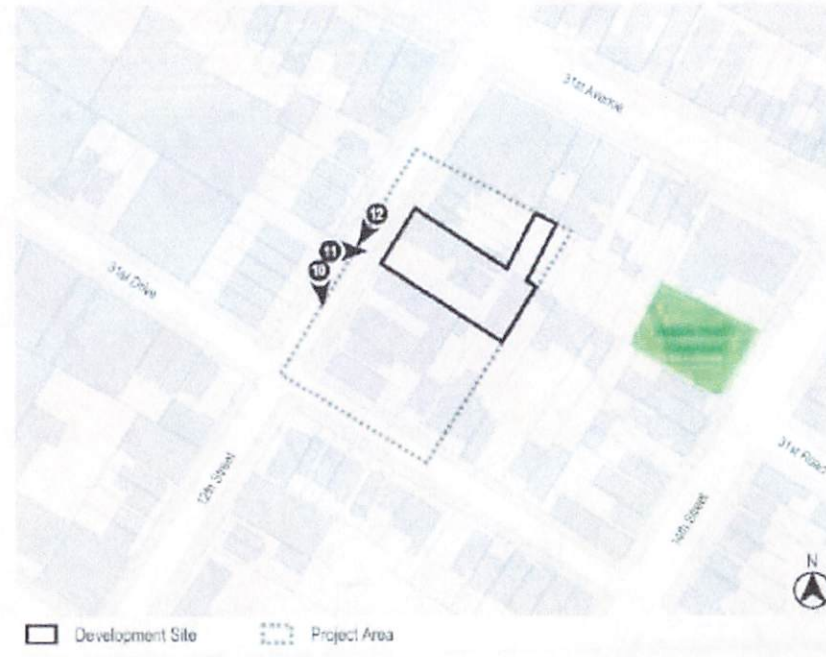 31st Avenue
12
11
10
31st Drive
31st Road
12th Street
14th Street
N
Development Site
Project Area